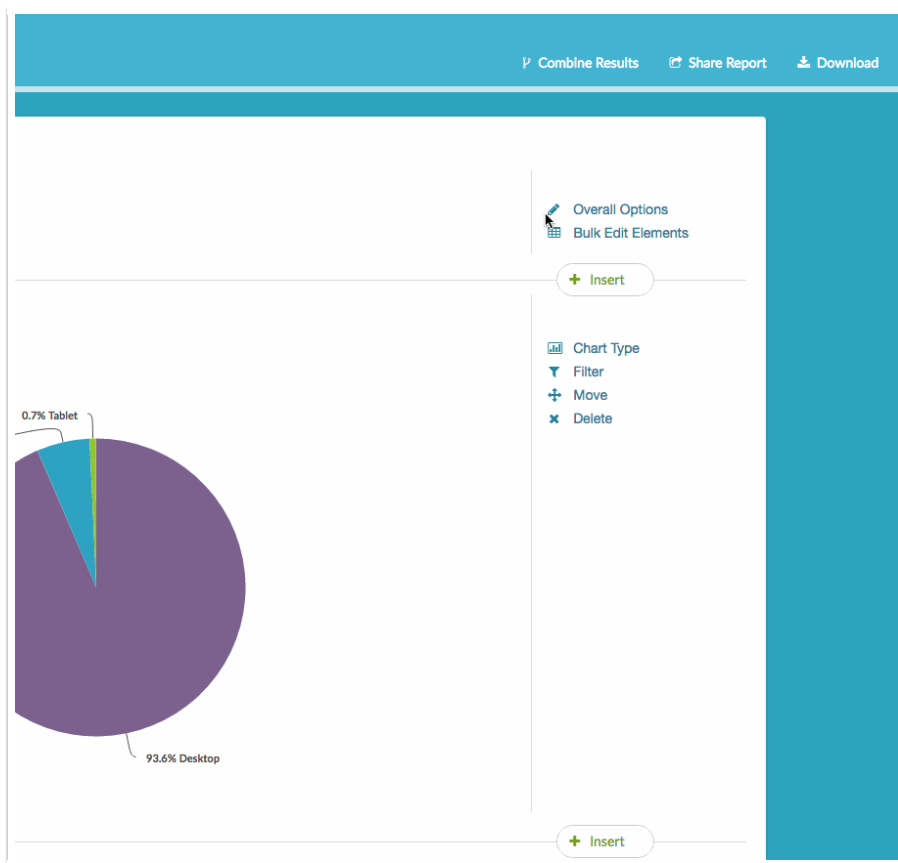 Combine Results
Share Report
Download
Overall Options
Bulk Edit Elements
Insert
Chart Type
Filter
Move
Delete
0.7% Tablet
93.6% Desktop
Insert